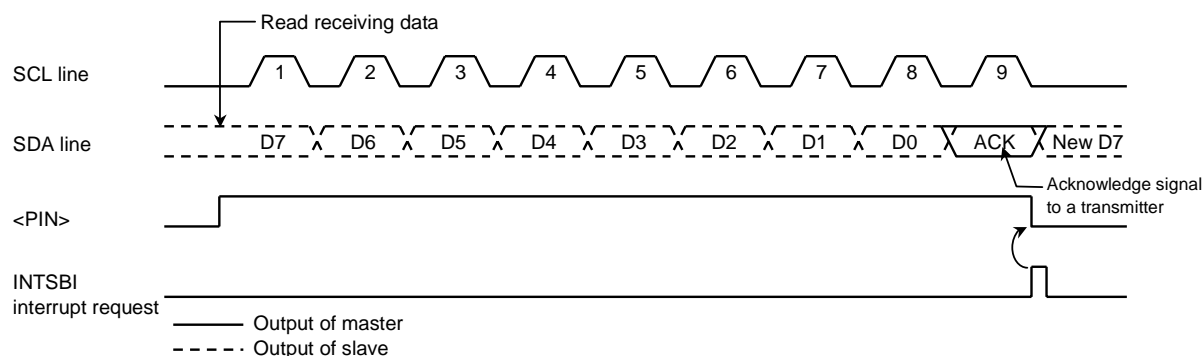 Read receiving data
SCL line
1 2 3 4 5 6 7 8 9
SDA line
D7 D6 D5 D4 D3 D2 D1 D0 ACK New D7
Acknowledge signal
to a transmitter
<PIN>
INTSBI
interrupt request
Output of master
Output of slave